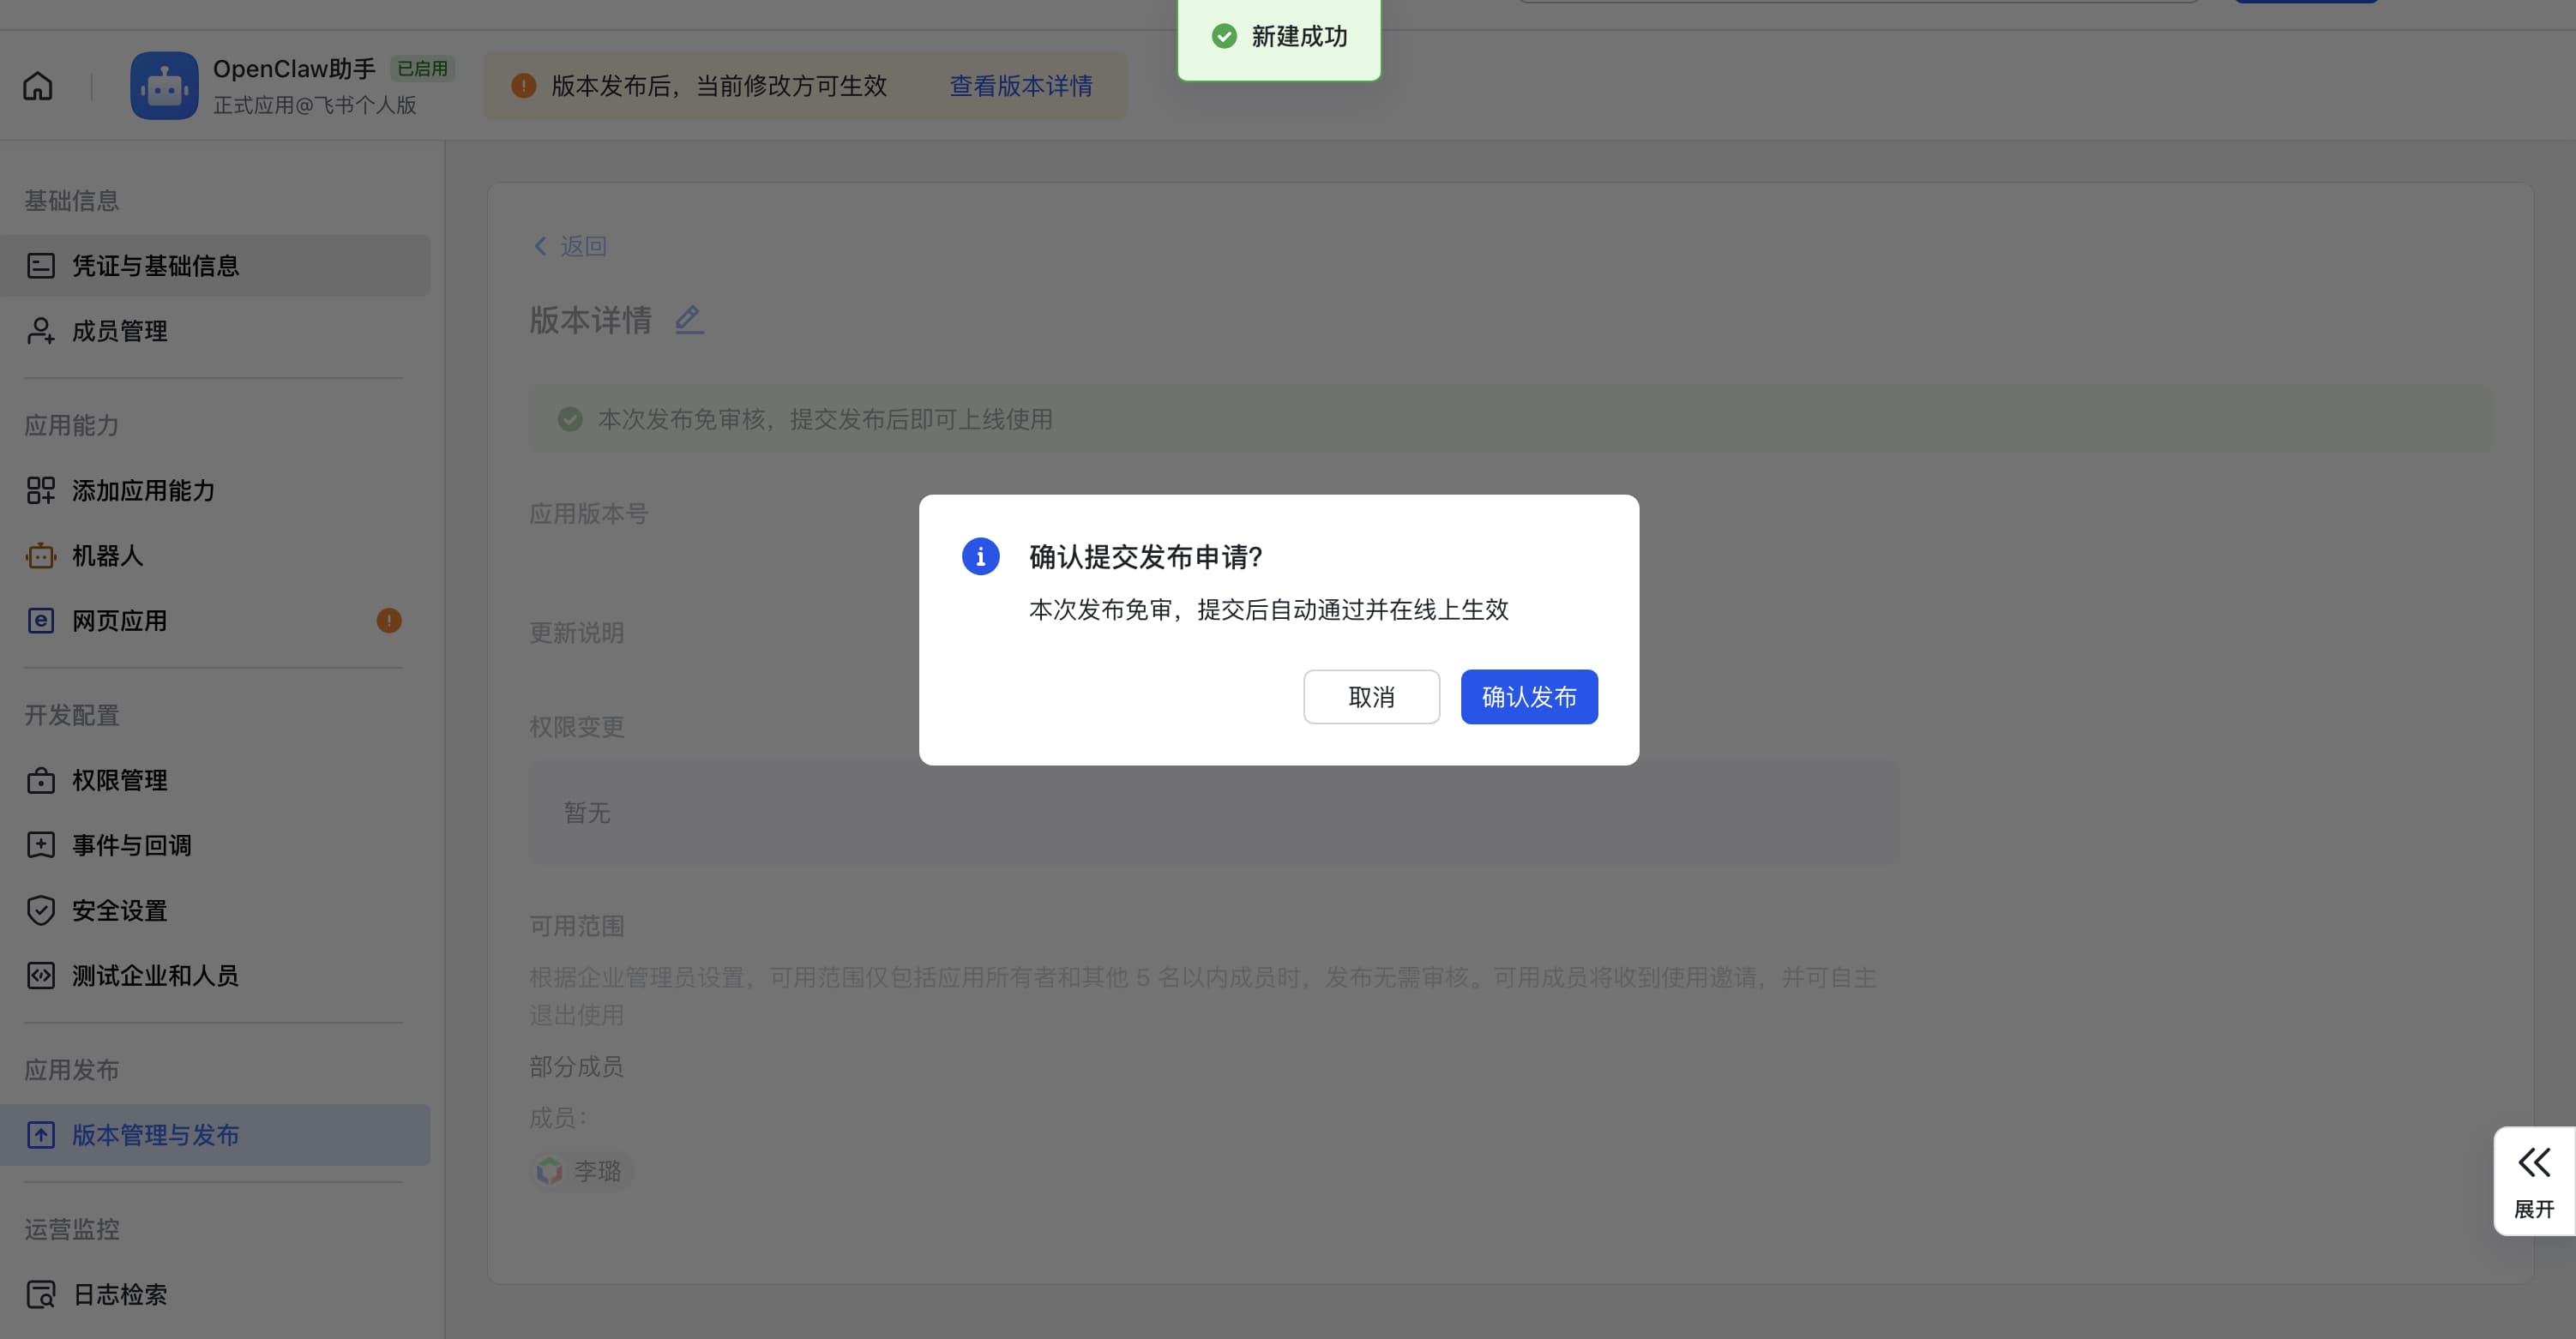 新建成功
OpenClaw助手 已启用
正式应用@飞书个人版
版本发布后，当前修改方可生效 查看版本详情
基础信息
凭证与基础信息
成员管理
应用能力
添加应用能力
机器人
网页应用
开发配置
权限管理
事件与回调
安全设置
测试企业和人员
应用发布
版本管理与发布
运营监控
日志检索
返回
版本详情
本次发布免审核，提交发布后即可上线使用
应用版本号
更新说明
权限变更
暂无
可用范围
根据企业管理员设置，可用范围仅包括应用所有者和其他 5 名以内成员时，发布无需审核。可用成员将收到使用邀请，并可自主
退出使用
部分成员
成员：
李璐
确认提交发布申请？
本次发布免审，提交后自动通过并在线上生效
取消 确认发布
展开